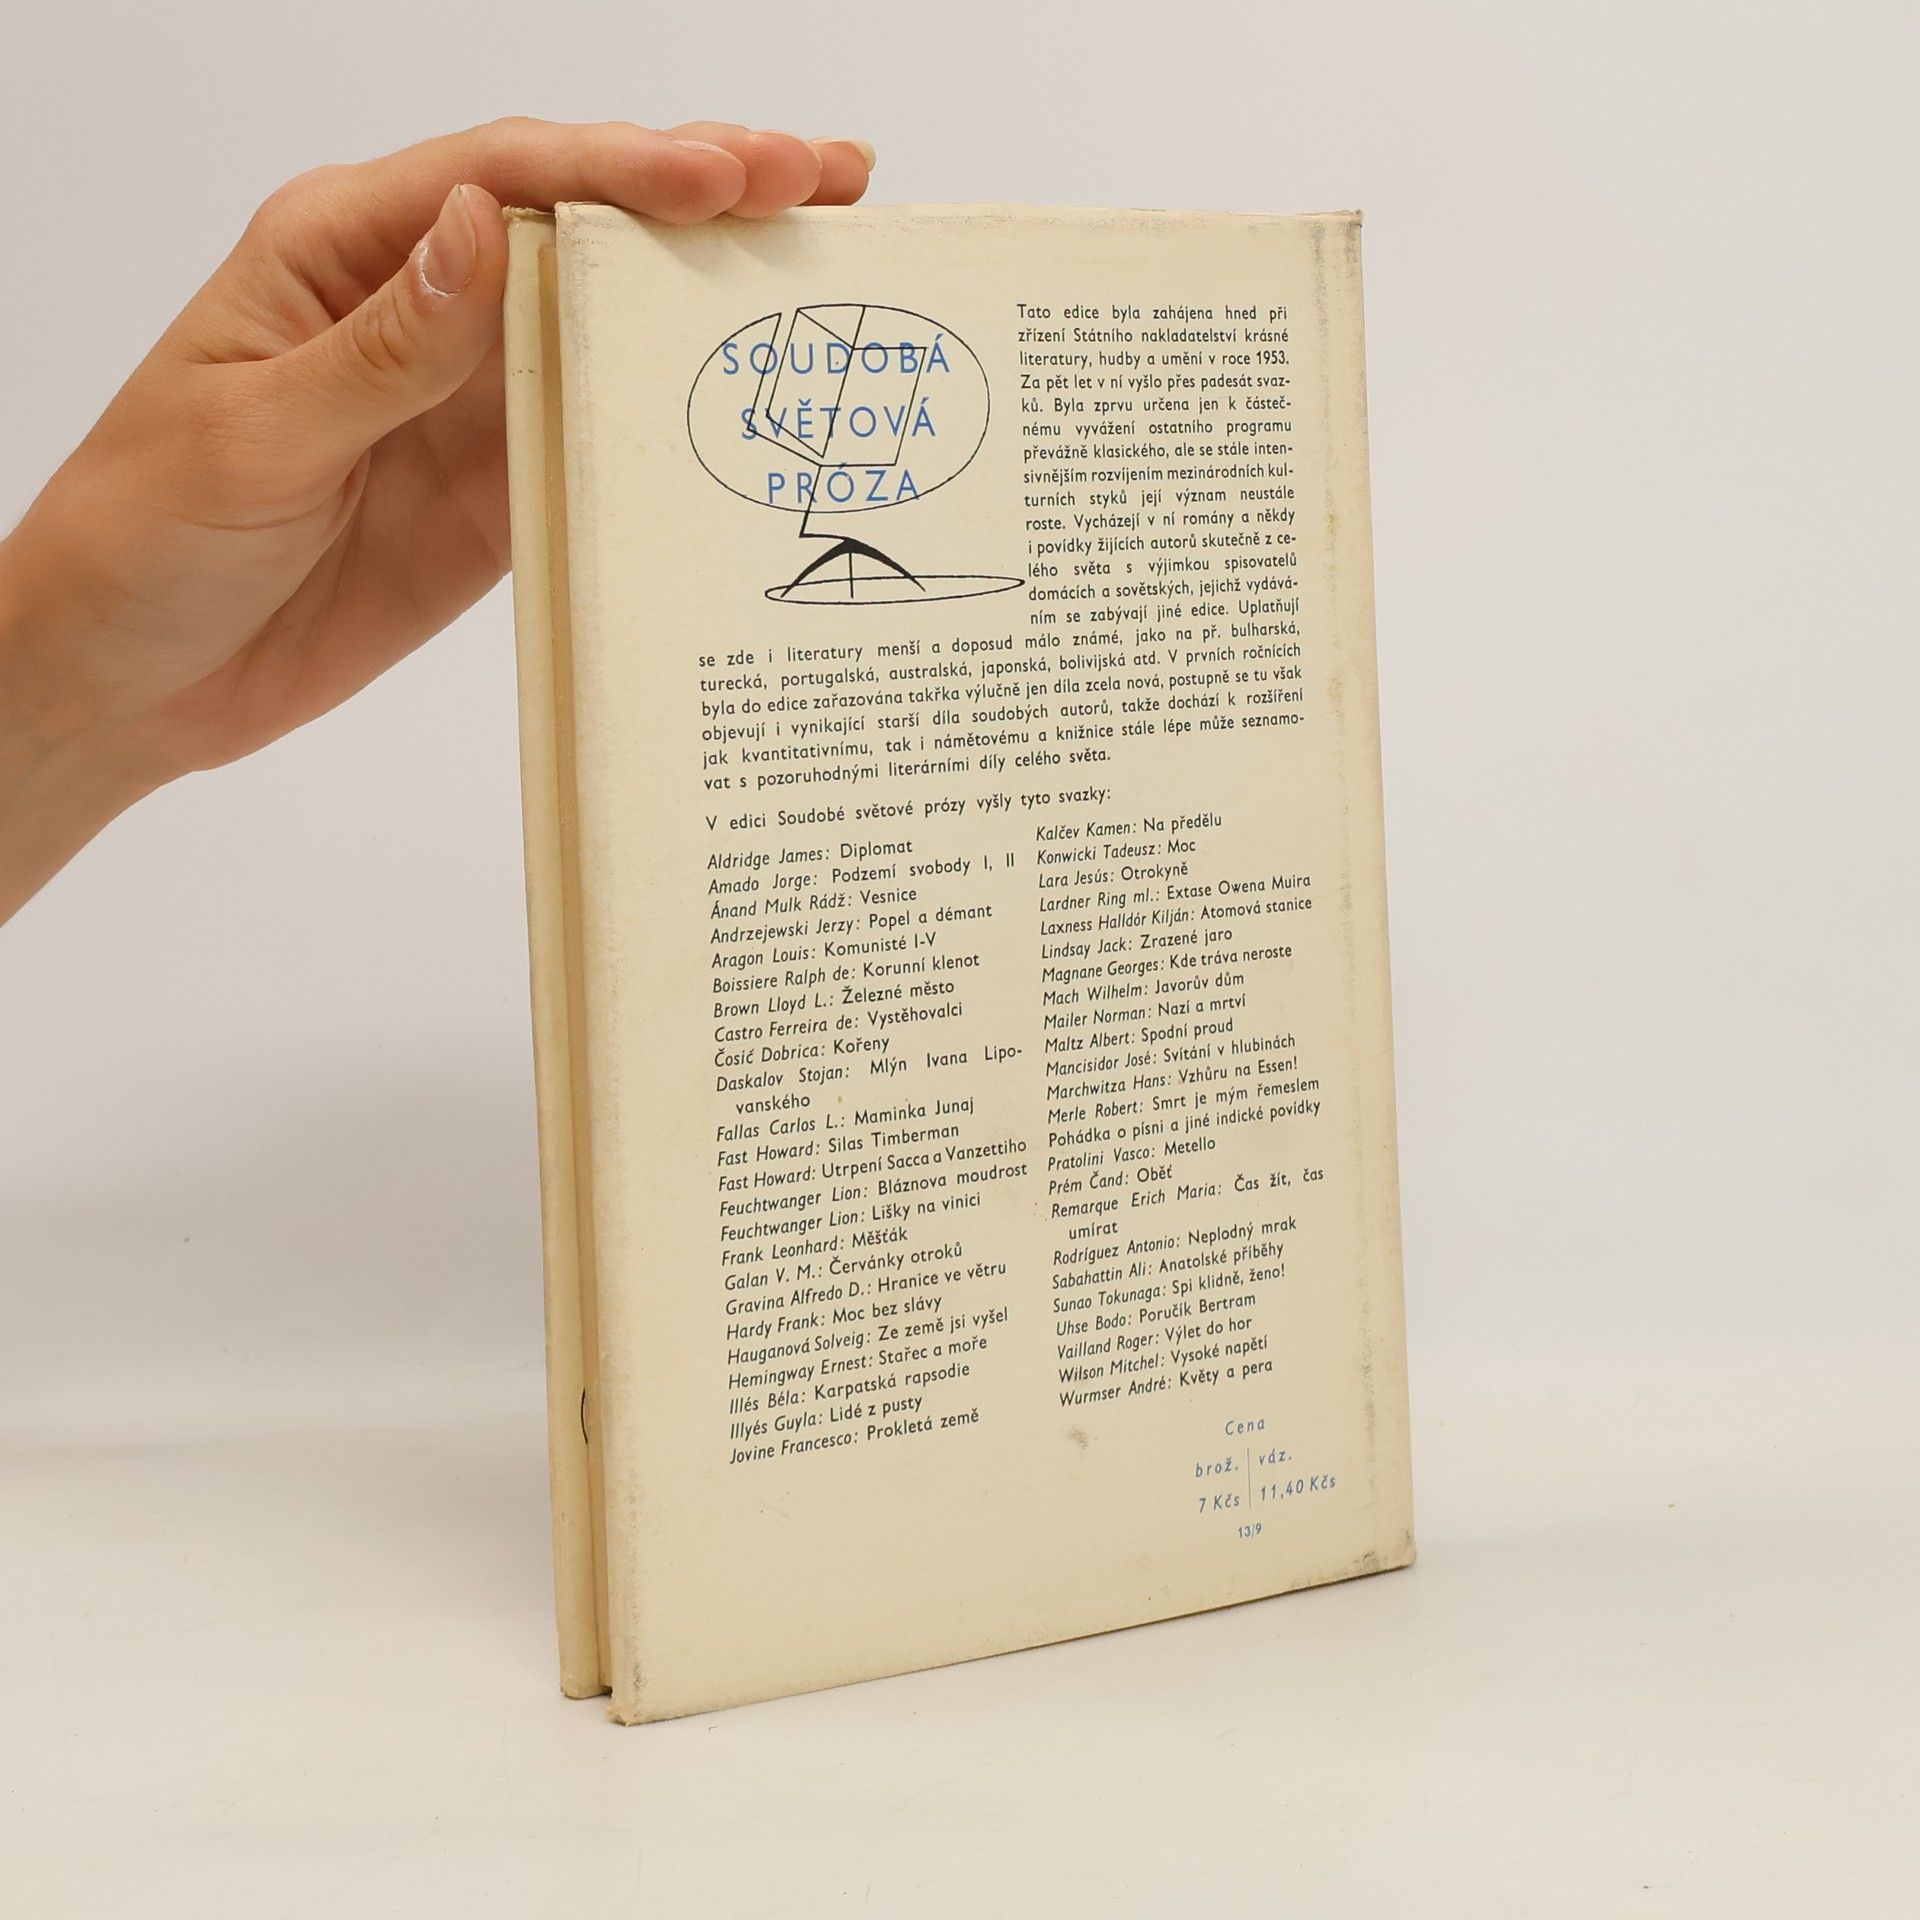 SOUDOBÁ
SVĚTOVÁ
PRÓZA
Tato edice byla zahájena hned při
zřízení Státního nakladatelství krásné
literatury, hudby a umění v roce 1953.
Za pět let v ní vyšlo přes padesát svaz-
ků. Byla zprvu určena jen k částeč-
nému vyvážení ostatního programu
převážně klasického, ale se stále inten-
sivnějším rozvíjením mezinárodních kul-
turních styků její význam neustále
roste. Vycházejí v ní romány a někdy
i povídky žijících autorů skutečně z ce-
lého světa s výjimkou spisovatelů
domácích a sovětských, jejichž vydává-
ním se zabývají jiné edice. Uplatňují
se zde i literatury menší a doposud málo známé, jako na př. bulharská,
turecká, portugalská, australská, japonská, bolivijská atd. V prvních ročnících
byla do edice zařazována takřka výlučně jen díla zcela nová, postupně se tu však
objevují i vynikající starší díla soudobých autorů, takže dochází k rozšíření
jak kvantitativnímu, tak i námětovému a knižnice stále lépe může seznamo-
vat s pozoruhodnými literárními díly celého světa.
V edici Soudobé světové prózy vyšly tyto svazky:
Aldridge James: Diplomat
Amado Jorge: Podzemí svobody I, II
Ánand Mulk Rádž: Vesnice
Andrzejewski Jerzy: Popel a démant
Aragon Louis: Komunisté I-V
Boissiere Ralph de: Korunní klenot
Brown Lloyd L.: Železné město
Castro Ferreira de: Vystěhovalci
Čosić Dobrica: Kořeny
Daskalov Stojan: Mlýn Ivana Lipo-
vanského
Fallas Carlos L.: Maminka Junaj
Fast Howard: Silas Timberman
Fast Howard: Utrpení Sacca a Vanzettiho
Feuchtwanger Lion: Bláznova moudrost
Feuchtwanger Lion: Lišky na vinici
Frank Leonhard: Měšťák
Galan V. M.: Červánky otroků
Gravina Alfredo D.: Hranice ve větru
Hardy Frank: Moc bez slávy
Hauganová Solveig: Ze země jsi vyšel
Hemingway Ernest: Stařec a moře
Illés Béla: Karpatská rapsodie
Illyés Guyla: Lidé z pusty
Jovine Francesco: Prokletá země
Kalčev Kamen: Na předělu
Konwicki Tadeusz: Moc
Lara Jesús: Otrokyně
Lardner Ring ml.: Extase Owena Muira
Laxness Halldór Kilján: Atomová stanice
Lindsay Jack: Zrazené jaro
Magnane Georges: Kde tráva neroste
Mach Wilhelm: Javorův dům
Mailer Norman: Nazí a mrtví
Maltz Albert: Spodní proud
Mancisidor José: Svítání v hlubinách
Marchwitza Hans: Vzhůru na Essen!
Merle Robert: Smrt je mým řemeslem
Pohádka o písni a jiné indické povídky
Pratolini Vasco: Metello
Prém Čand: Oběť
Remarque Erich Maria: Čas žít, čas
umírat
Rodríguez Antonio: Neplodný mrak
Sabahattin Ali: Anatolské příběhy
Sunao Tokunaga: Spi klidně, ženo!
Uhse Bodo: Poručík Bertram
Vailland Roger: Výlet do hor
Wilson Mitchel: Vysoké napětí
Wurmser André: Květy a pera
Cena
brož. váz.
7 Kčs 11,40 Kčs
13/9